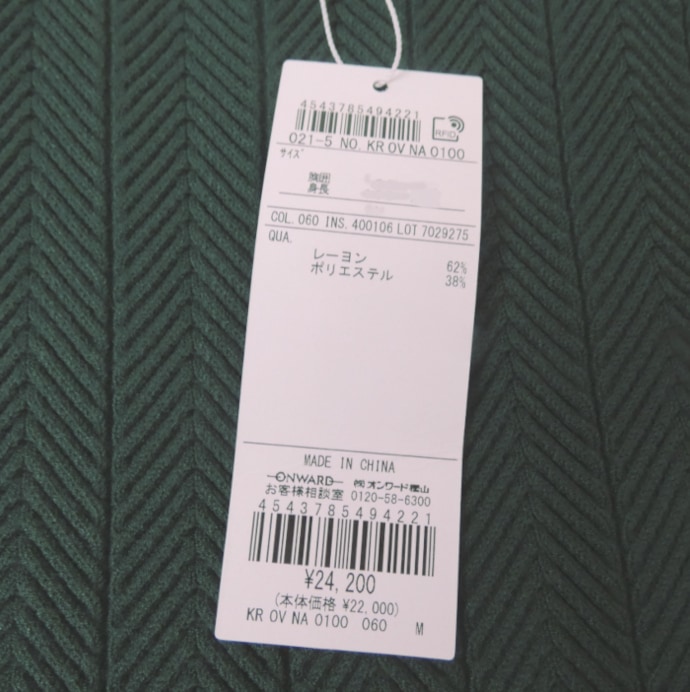 4543785494221
RFID
021-5 NO. KR OV NA 0100
サイズ
胸囲
身長
COL. 060 INS. 400106 LOT 7029275
QUA.
レーヨン 62%
ポリエステル 38%
MADE IN CHINA
ONWARD ㈱オンワード樫山
お客様相談室 0120-58-6300
4543785494221
¥24,200
(本体価格 ¥22,000)
KR OV NA 0100 060 M